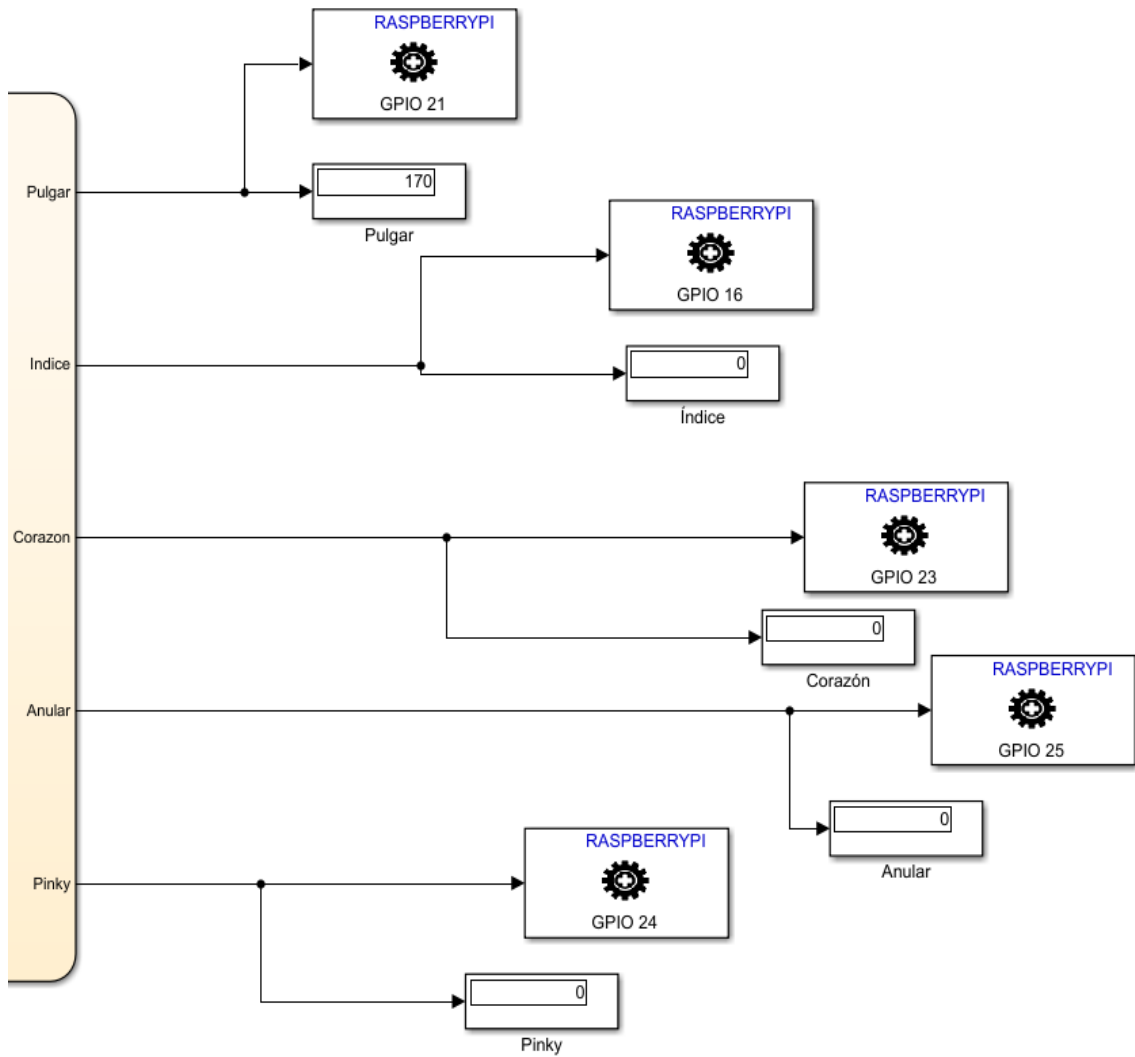 RASPBERRYPI
GPIO 21
Pulgar
170
Pulgar
RASPBERRYPI
GPIO 16
Indice
0
Índice
RASPBERRYPI
GPIO 23
Corazon
0
Corazón
RASPBERRYPI
GPIO 25
Anular
0
Anular
RASPBERRYPI
GPIO 24
Pinky
0
Pinky